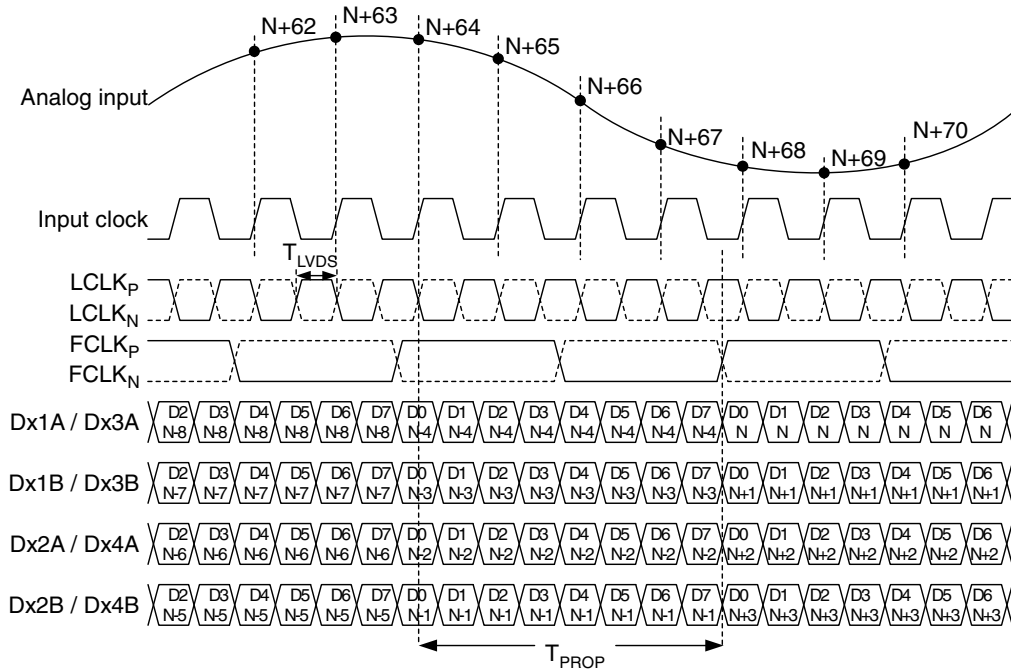 N+62
N+63
N+64
N+65
N+66
N+67
N+68
N+69
N+70
Analog input
Input clock
TLVDS
LCLKP
LCLKN
FCLKP
FCLKN
Dx1A / Dx3A
D2 D3 D4 D5 D6 D7 D0 D1 D2 D3 D4 D5 D6 D7 D0 D1 D2 D3 D4 D5 D6
N-8 N-8 N-8 N-8 N-8 N-8 N-4 N-4 N-4 N-4 N-4 N-4 N-4 N-4 N N N N N N N
Dx1B / Dx3B
D2 D3 D4 D5 D6 D7 D0 D1 D2 D3 D4 D5 D6 D7 D0 D1 D2 D3 D4 D5 D6
N-7 N-7 N-7 N-7 N-7 N-7 N-3 N-3 N-3 N-3 N-3 N-3 N-3 N-3 N+1 N+1 N+1 N+1 N+1 N+1 N+1
Dx2A / Dx4A
D2 D3 D4 D5 D6 D7 D0 D1 D2 D3 D4 D5 D6 D7 D0 D1 D2 D3 D4 D5 D6
N-6 N-6 N-6 N-6 N-6 N-6 N-2 N-2 N-2 N-2 N-2 N-2 N-2 N-2 N+2 N+2 N+2 N+2 N+2 N+2 N+2
Dx2B / Dx4B
D2 D3 D4 D5 D6 D7 D0 D1 D2 D3 D4 D5 D6 D7 D0 D1 D2 D3 D4 D5 D6
N-5 N-5 N-5 N-5 N-5 N-5 N-1 N-1 N-1 N-1 N-1 N-1 N-1 N-1 N+3 N+3 N+3 N+3 N+3 N+3 N+3
TPROP